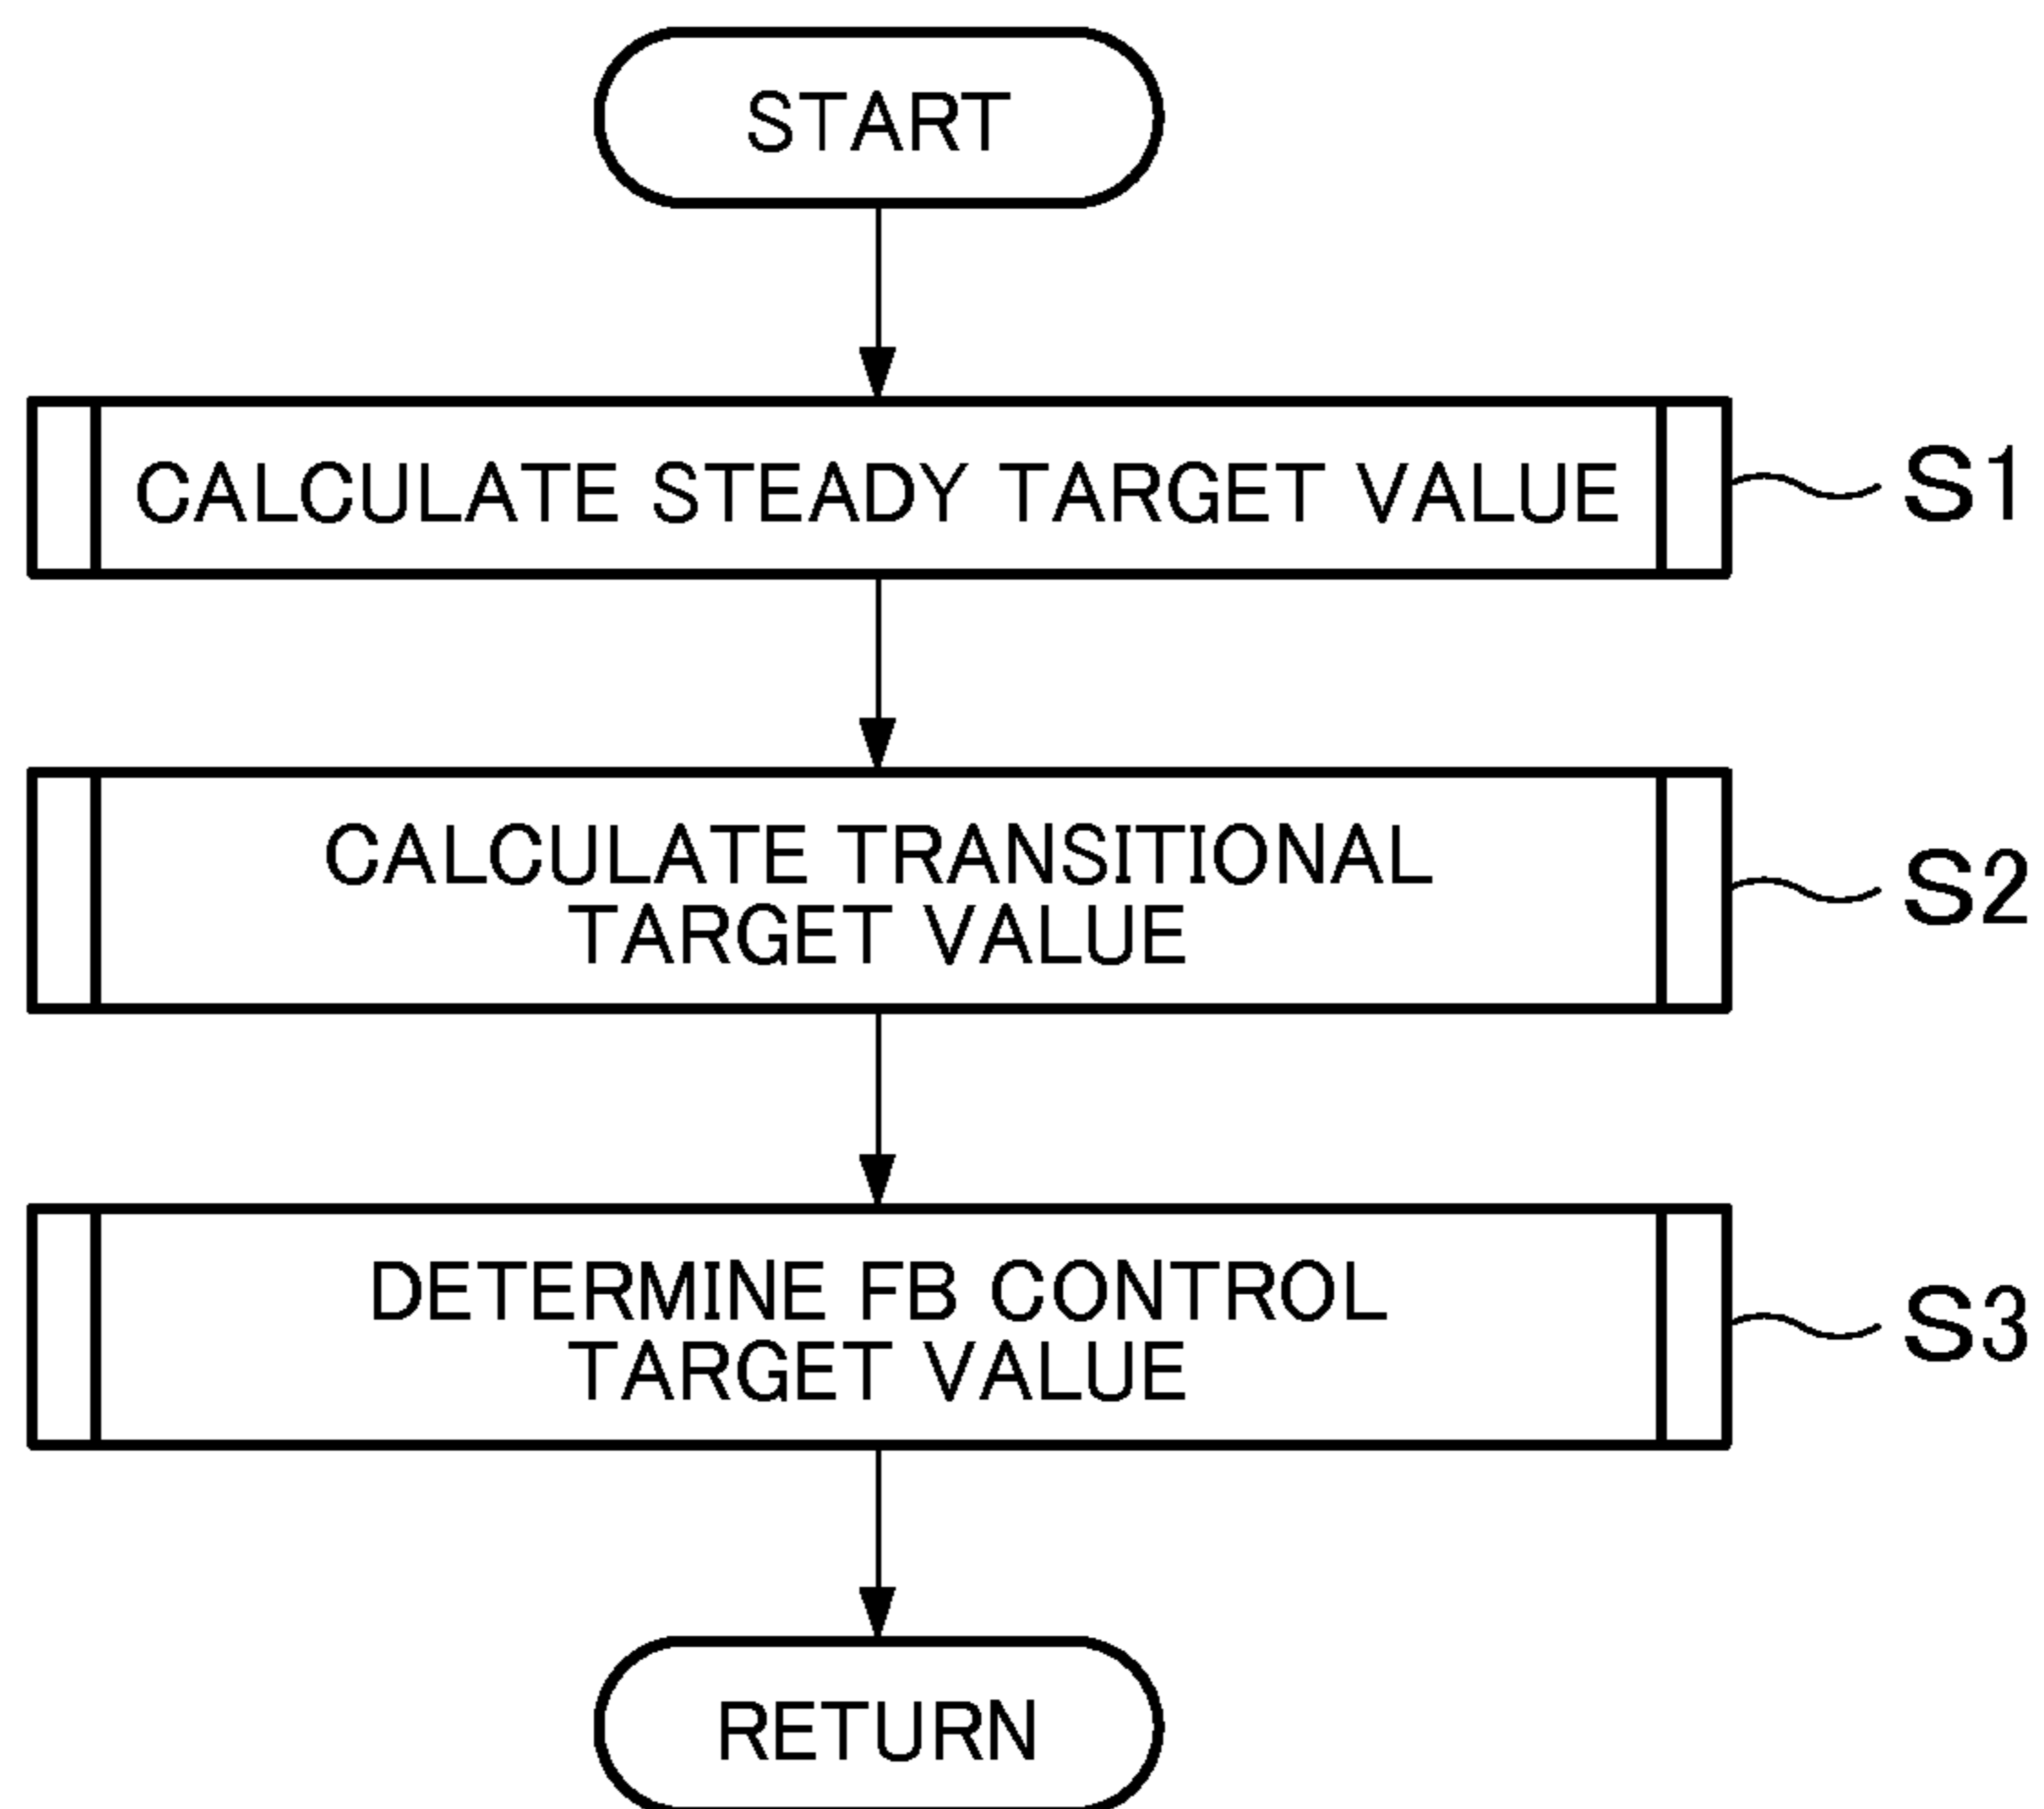 START
CALCULATE STEADY TARGET VALUE
S1
CALCULATE TRANSITIONAL
TARGET VALUE
S2
DETERMINE FB CONTROL
TARGET VALUE
S3
RETURN